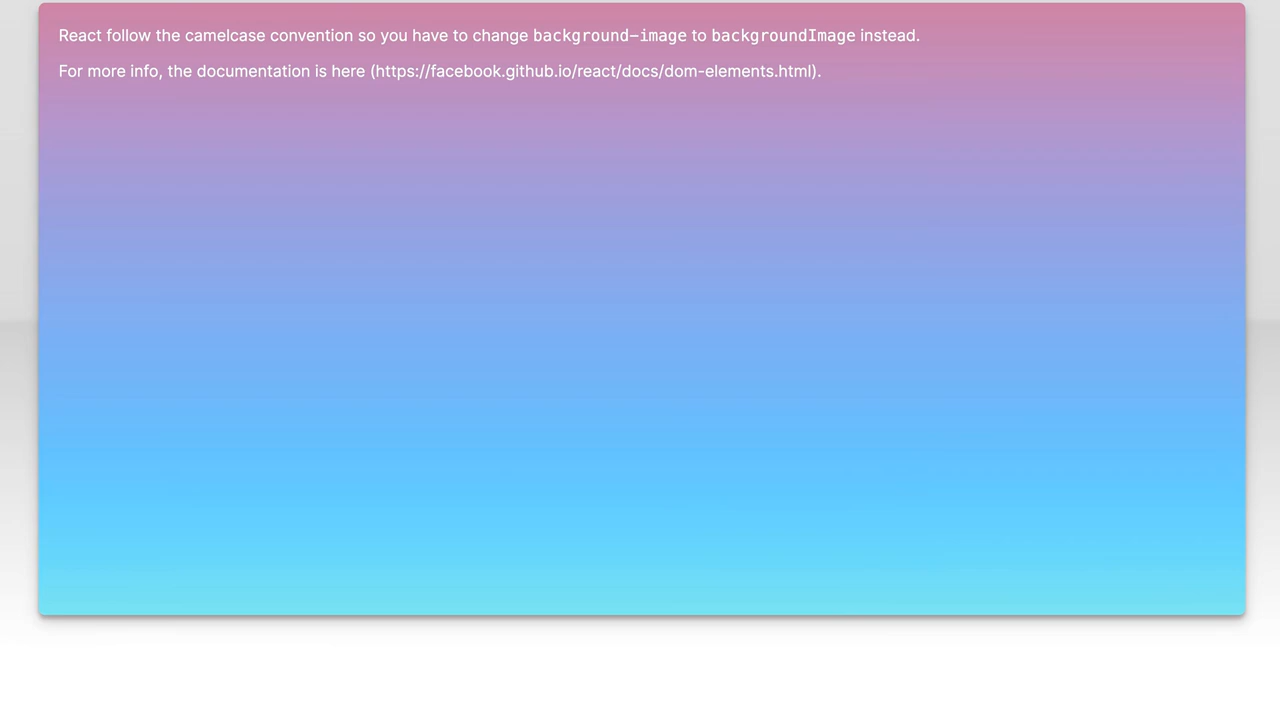 React follow the camelcase convention so you have to change background-image to backgroundImage instead.
For more info, the documentation is here (https://facebook.github.io/react/docs/dom-elements.html).